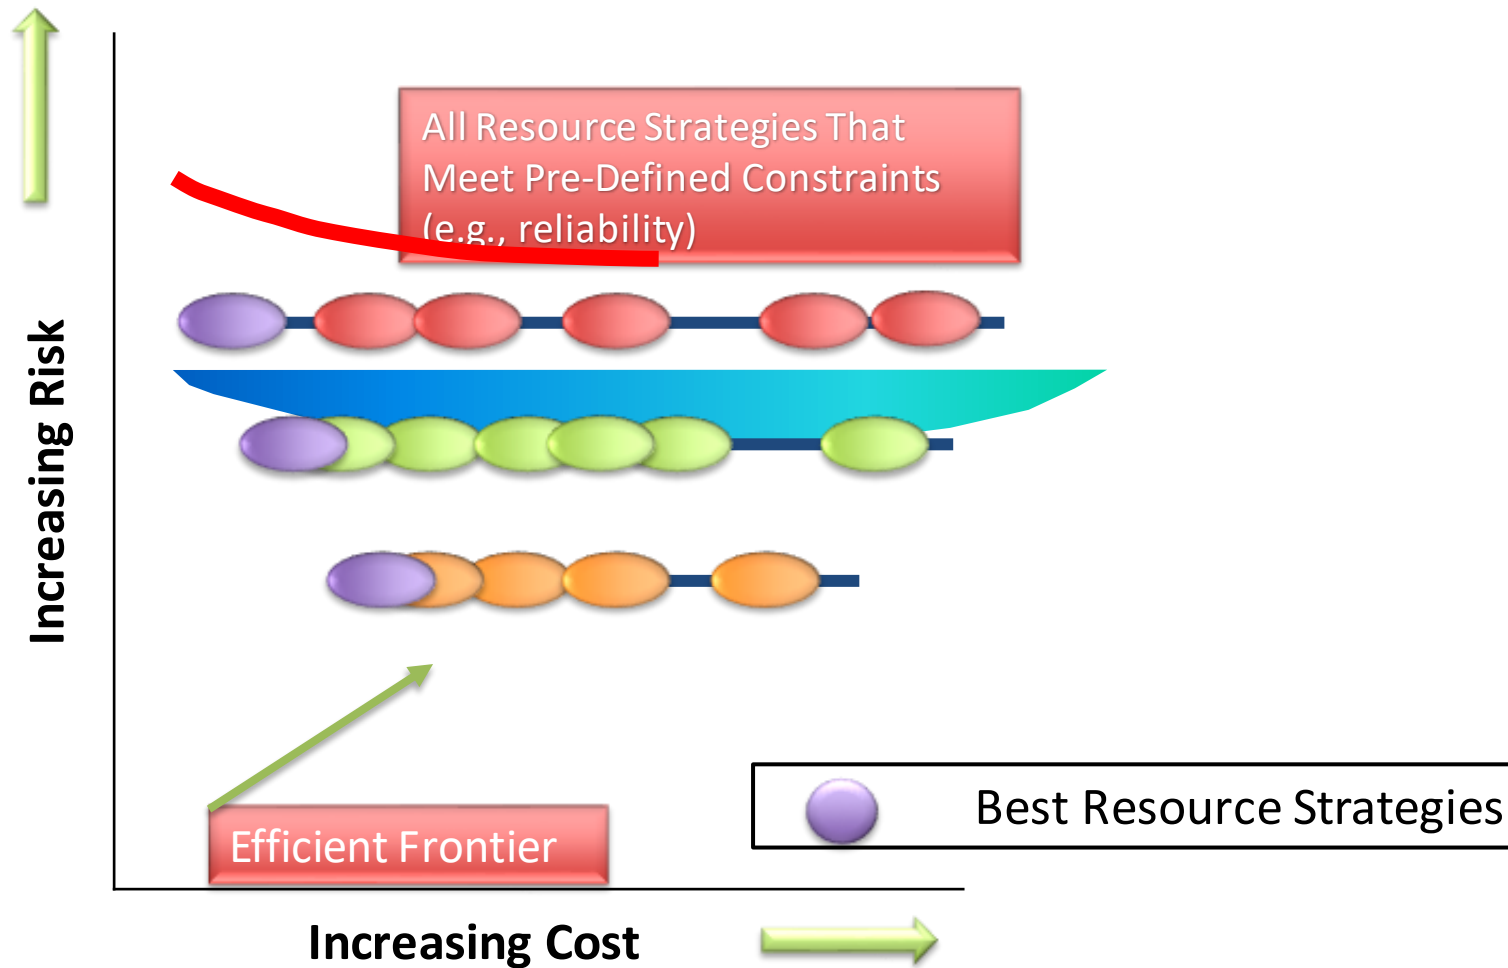 All Resource Strategies That
Meet Pre-Defined Constraints
(e.g., reliability)
Increasing Risk
Efficient Frontier
Best Resource Strategies
Increasing Cost